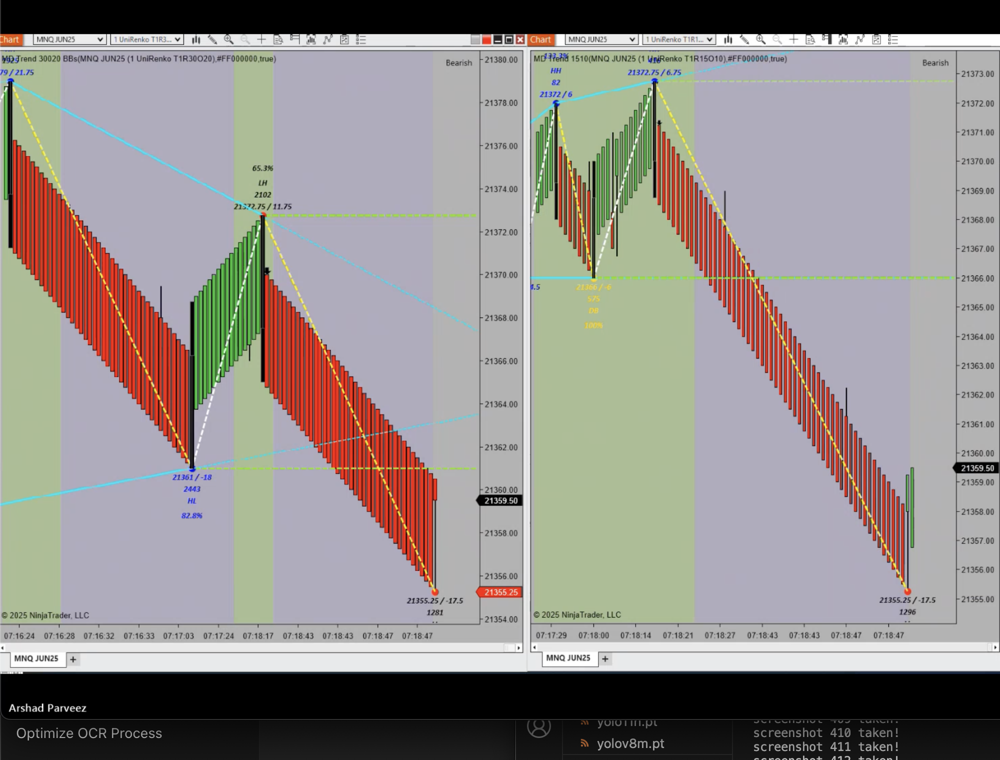 Chart
MNQ JUN25
1 UniRenko T1R3...
Chart
MNQ JUN25
1 UniRenko T1R1...
MD Trend 30020 BBs(MNQ JUN25 (1 UniRenko T1R30O20),#FF000000,true)
Bearish
79 / 21.75
65.3%
LH
2102
21372.75 / 11.75
21361 / -18
2443
HL
82.8%
21355.25 / -17.5
1281
© 2025 NinjaTrader, LLC
21380.00
21378.00
21376.00
21374.00
21372.00
21370.00
21368.00
21366.00
21364.00
21362.00
21360.00
21359.50
21358.00
21356.00
21355.25
21354.00
07:16:24
07:16:28
07:16:32
07:16:33
07:17:03
07:17:24
07:18:17
07:18:43
07:18:43
07:18:47
07:18:47
MNQ JUN25
+
MD Trend 1510(MNQ JUN25 (1 UniRenko T1R15O10),#FF000000,true)
Bearish
HH
82
21372 / 6
21372.75 / 6.75
4.5
21366 / -6
575
DB
100%
21355.25 / -17.5
1296
© 2025 NinjaTrader, LLC
21373.00
21372.00
21371.00
21370.00
21369.00
21368.00
21367.00
21366.00
21365.00
21364.00
21363.00
21362.00
21361.00
21360.00
21359.50
21359.00
21358.00
21357.00
21356.00
21355.00
07:17:29
07:18:00
07:18:14
07:18:21
07:18:27
07:18:43
07:18:43
07:18:47
07:18:47
MNQ JUN25
+
Arshad Parveez
Optimize OCR Process
yolo11n.pt
yolov8m.pt
screenshot 409 taken!
screenshot 410 taken!
screenshot 411 taken!
screenshot 412 taken!